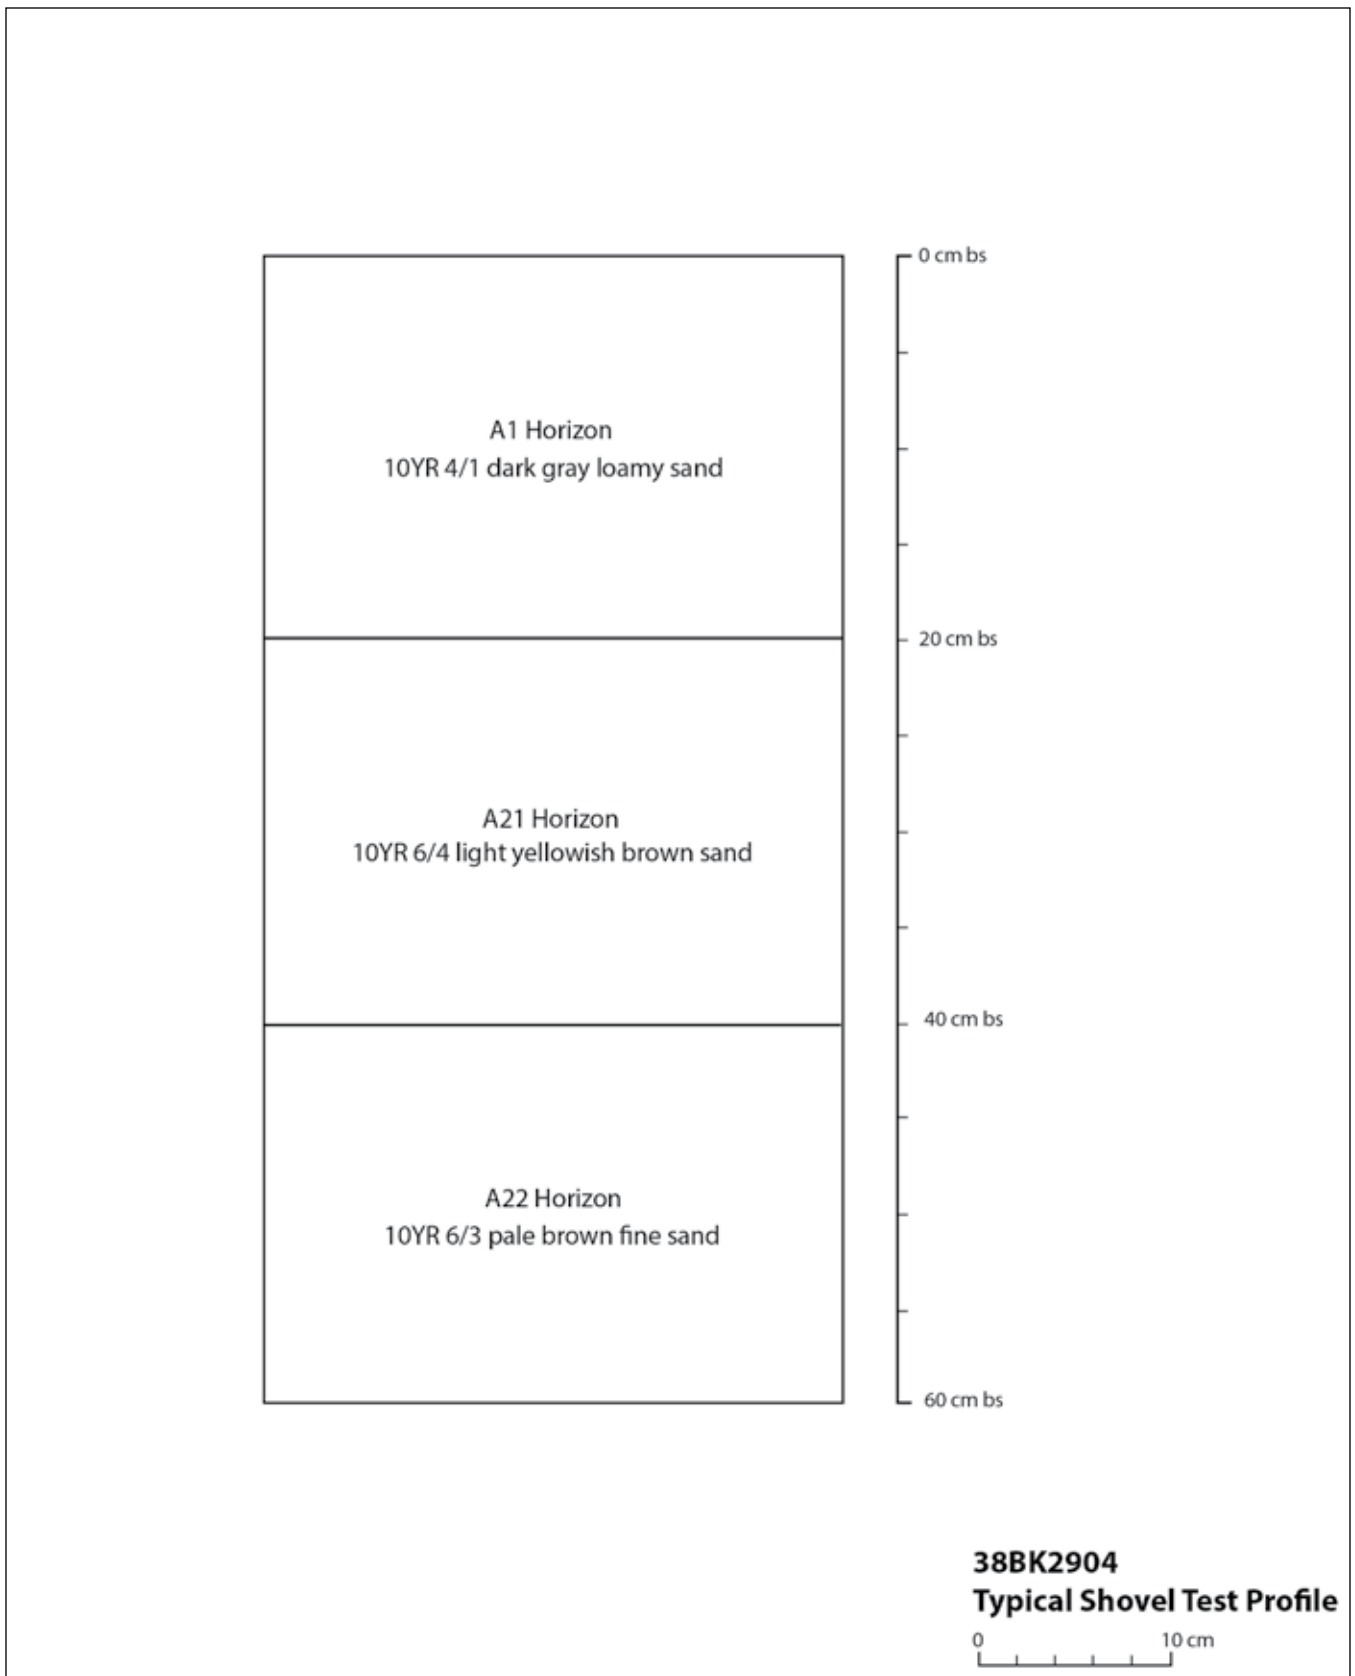 0 cm bs
A1 Horizon
10YR 4/1 dark gray loamy sand
20 cm bs
A21 Horizon
10YR 6/4 light yellowish brown sand
40 cm bs
A22 Horizon
10YR 6/3 pale brown fine sand
60 cm bs
38BK2904
Typical Shovel Test Profile
0 10 cm